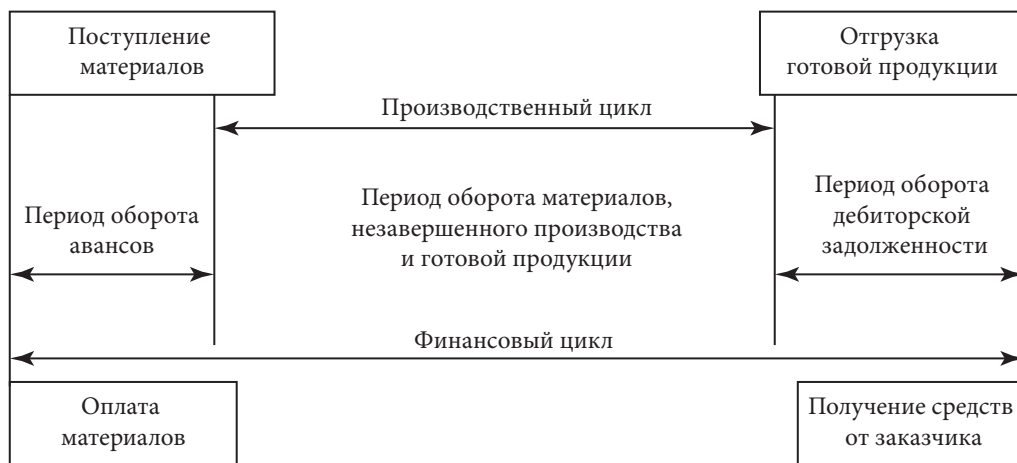 Поступление
материалов
Отгрузка
готовой продукции
Производственный цикл
Период оборота
авансов
Период оборота материалов,
незавершенного производства
и готовой продукции
Период оборота
дебиторской
задолженности
Финансовый цикл
Оплата
материалов
Получение средств
от заказчика